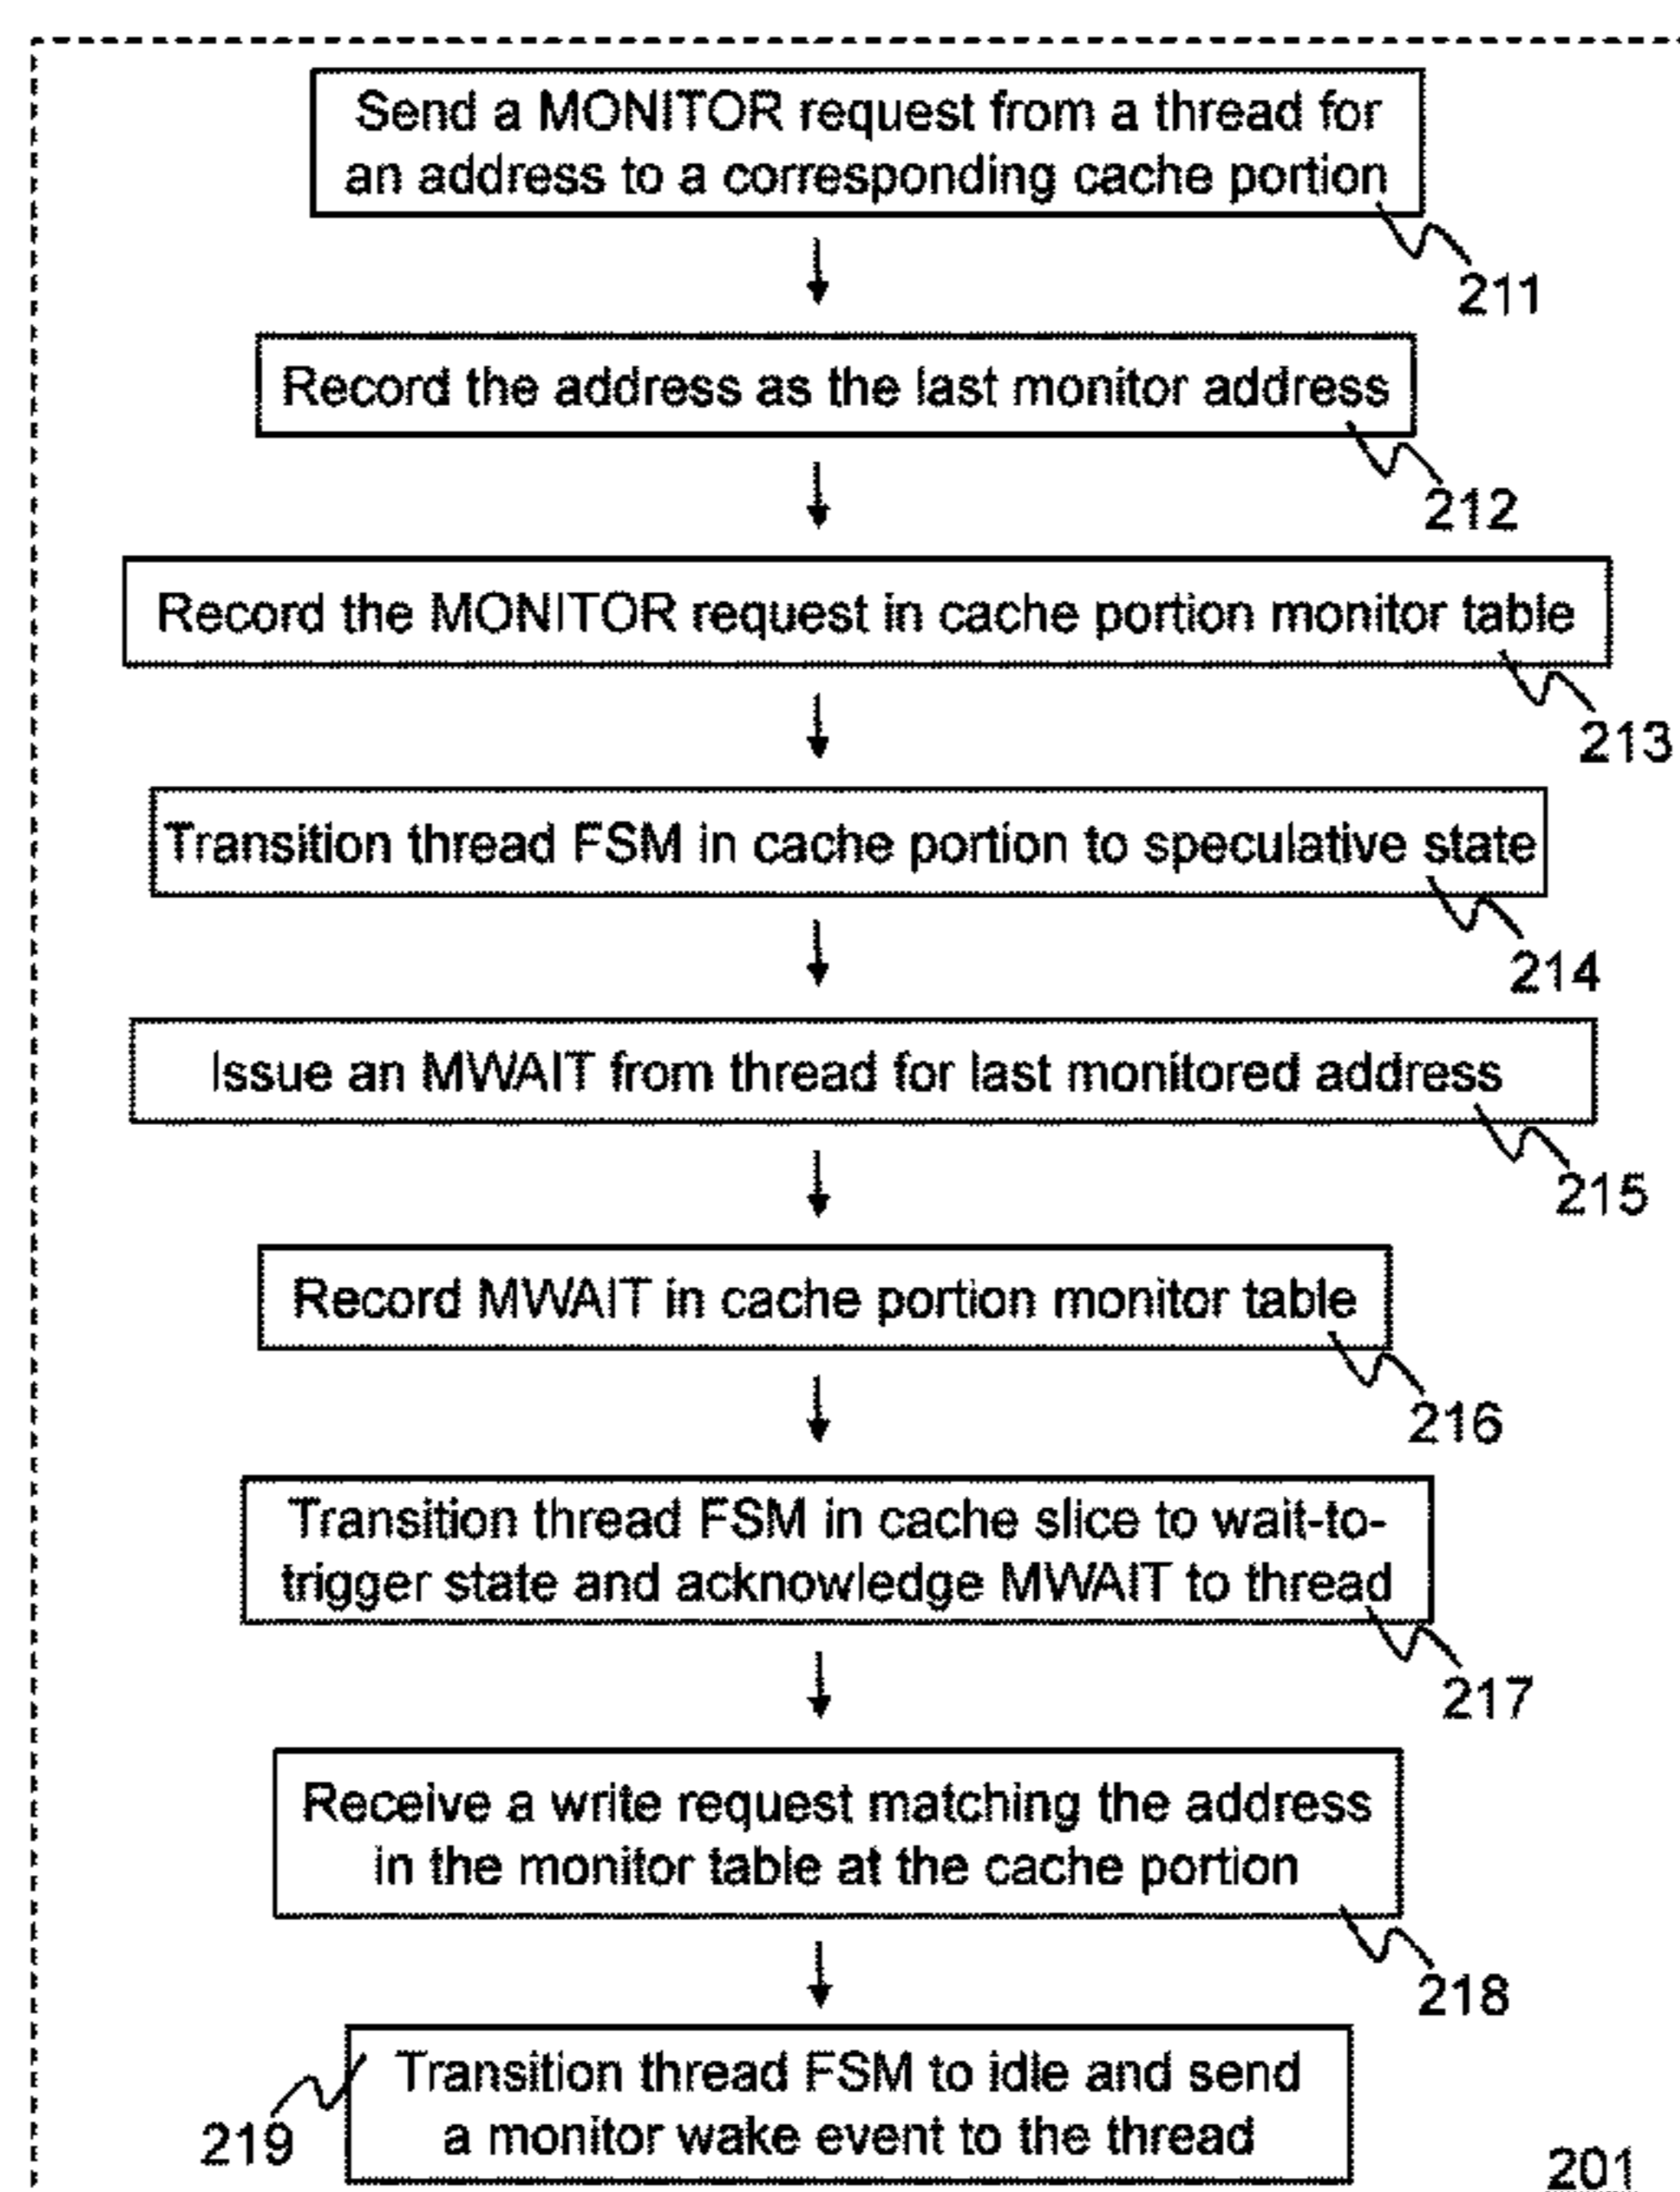 Send a MONITOR request from a thread for
an address to a corresponding cache portion
211
Record the address as the last monitor address
212
Record the MONITOR request in cache portion monitor table
213
Transition thread FSM in cache portion to speculative state
214
Issue an MWAIT from thread for last monitored address
215
Record MWAIT in cache portion monitor table
216
Transition thread FSM in cache slice to wait-to-
trigger state and acknowledge MWAIT to thread
217
Receive a write request matching the address
in the monitor table at the cache portion
218
Transition thread FSM to idle and send
a monitor wake event to the thread
219
201